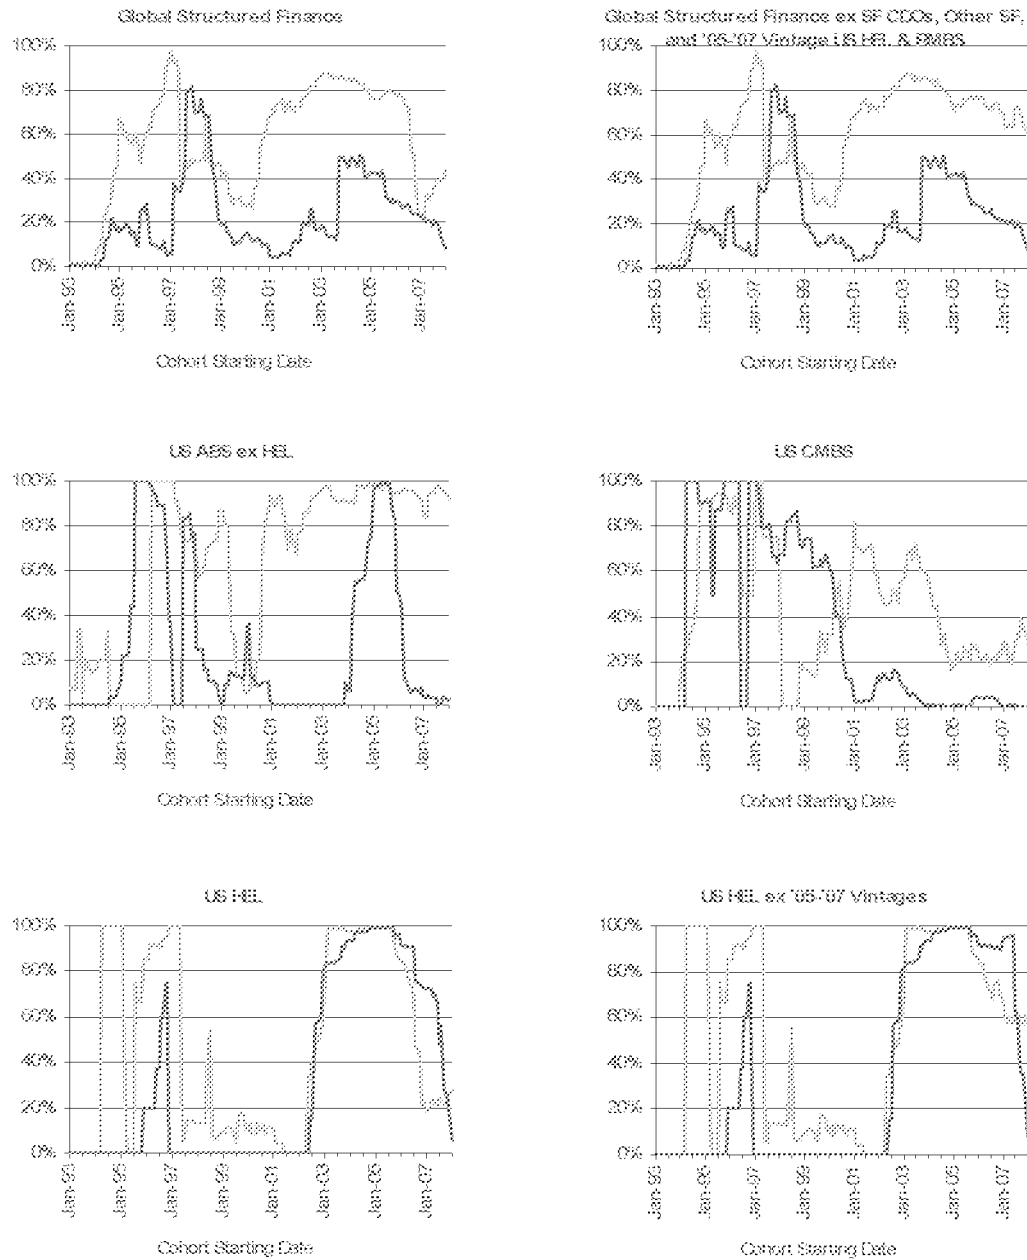 Global Structured Finance
100%
80%
60%
40%
20%
0%
Jan-93
Jan-95
Jan-97
Jan-99
Jan-01
Jan-03
Jan-05
Jan-07
Cohort Starting Date
Global Structured Finance ex SF CDOs, Other SF,
and '05-'07 Vintage US HEL & RMBS
100%
80%
60%
40%
20%
0%
Jan-93
Jan-95
Jan-97
Jan-99
Jan-01
Jan-03
Jan-05
Jan-07
Cohort Starting Date
US ABS ex HEL
100%
80%
60%
40%
20%
0%
Jan-93
Jan-95
Jan-97
Jan-99
Jan-01
Jan-03
Jan-05
Jan-07
Cohort Starting Date
US CMBS
100%
80%
60%
40%
20%
0%
Jan-93
Jan-95
Jan-97
Jan-99
Jan-01
Jan-03
Jan-05
Jan-07
Cohort Starting Date
US HEL
100%
80%
60%
40%
20%
0%
Jan-93
Jan-95
Jan-97
Jan-99
Jan-01
Jan-03
Jan-05
Jan-07
Cohort Starting Date
US HEL ex '05-'07 Vintages
100%
80%
60%
40%
20%
0%
Jan-93
Jan-95
Jan-97
Jan-99
Jan-01
Jan-03
Jan-05
Jan-07
Cohort Starting Date